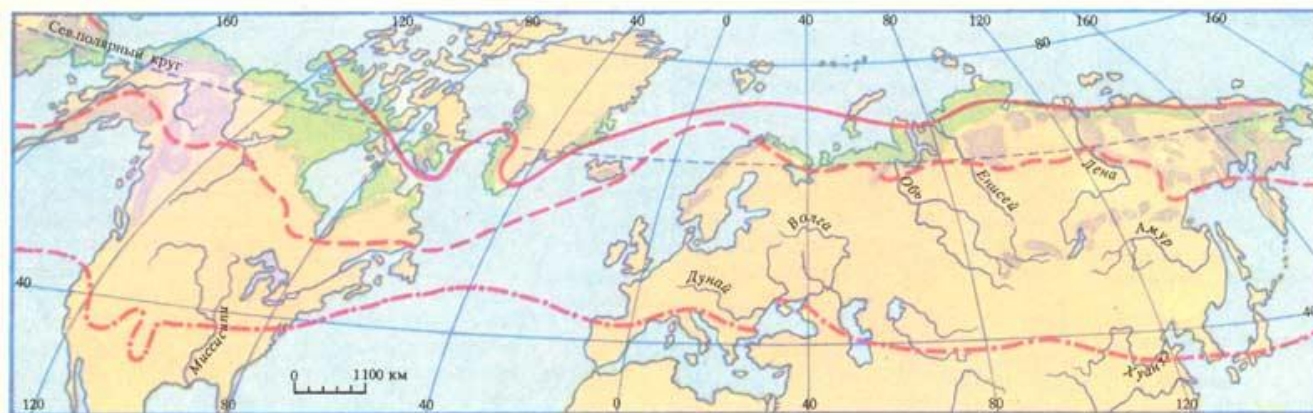 160 120 80 40 0 40 80 120 160 160
Сев. полярный круг
80
Обь
Енисей
Лена
Волга
Амур
Дунай
40
40
Миссисипи
Хуанхэ
0 1100 км
120 80 40 0 40 80 120